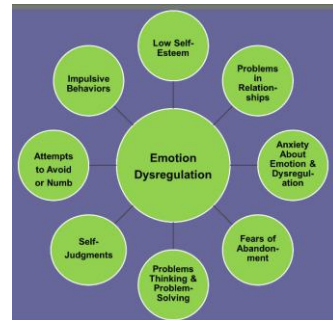 Low Self-
Esteem
Problems
in
Relation-
ships
Anxiety
About
Emotion &
Dysregul-
ation
Fears of
Abandon-
ment
Problems
Thinking &
Problem-
Solving
Self-
Judgments
Attempts
to Avoid
or Numb
Impulsive
Behaviors
Emotion
Dysregulation